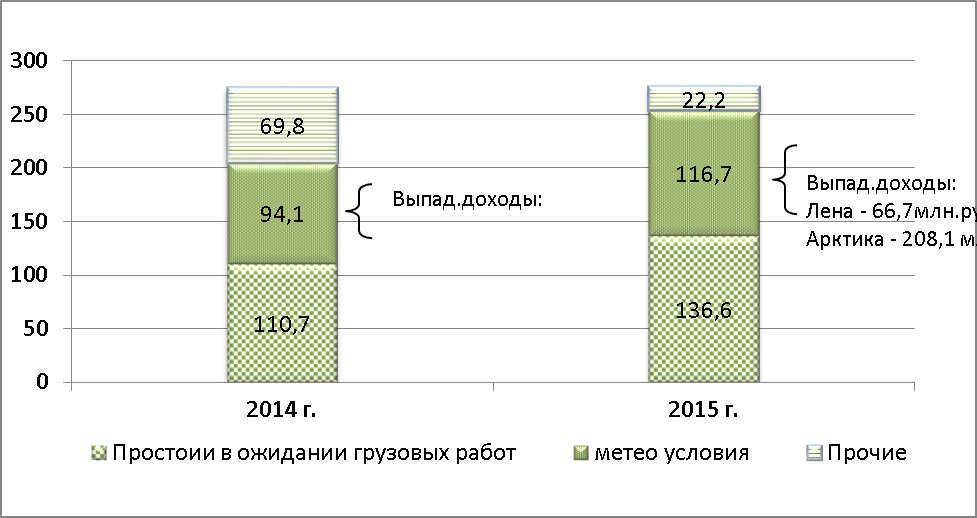 300
250
200
150
100
50
0
69,8
94,1
110,7
Выпад.доходы:
22,2
116,7
136,6
Выпад.доходы:
Лена - 66,7млн.ру
Арктика - 208,1 м
2014 г.
2015 г.
Простоии в ожидании грузовых работ
метео условия
Прочие